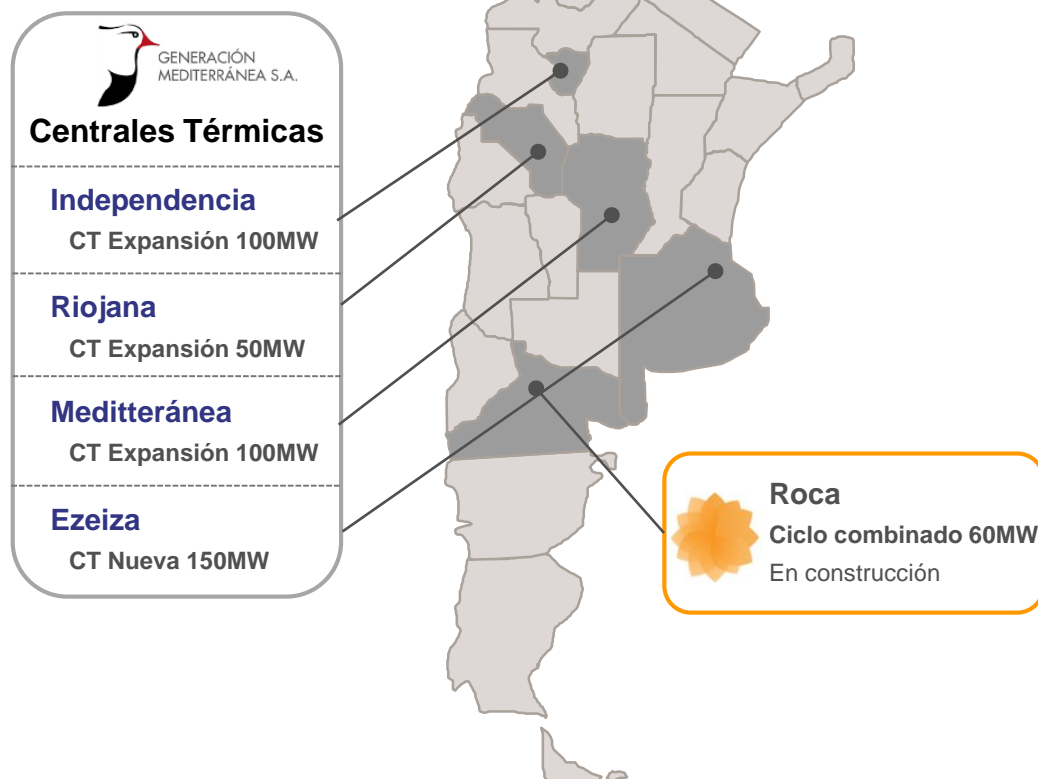 GENERACIÓN
MEDITERRÁNEA S.A.
Centrales Térmicas
Independencia
CT Expansión 100MW
Riojana
CT Expansión 50MW
Meditteránea
CT Expansión 100MW
Ezeiza
CT Nueva 150MW
Roca
Ciclo combinado 60MW
En construcción